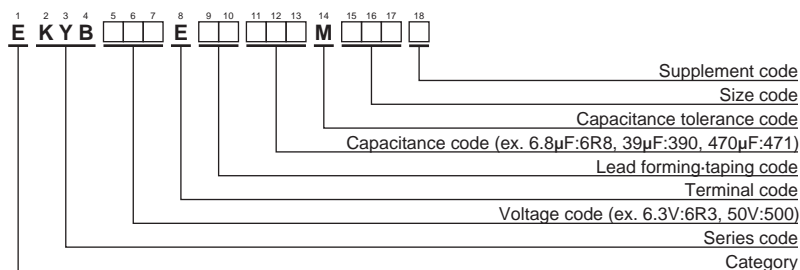 1 2 3 4 5 6 7 8 9 10 11 12 13 14 15 16 17 18
E K Y B E M
Supplement code
Size code
Capacitance tolerance code
Capacitance code (ex. 6.8μF:6R8, 39μF:390, 470μF:471)
Lead forming·taping code
Terminal code
Voltage code (ex. 6.3V:6R3, 50V:500)
Series code
Category